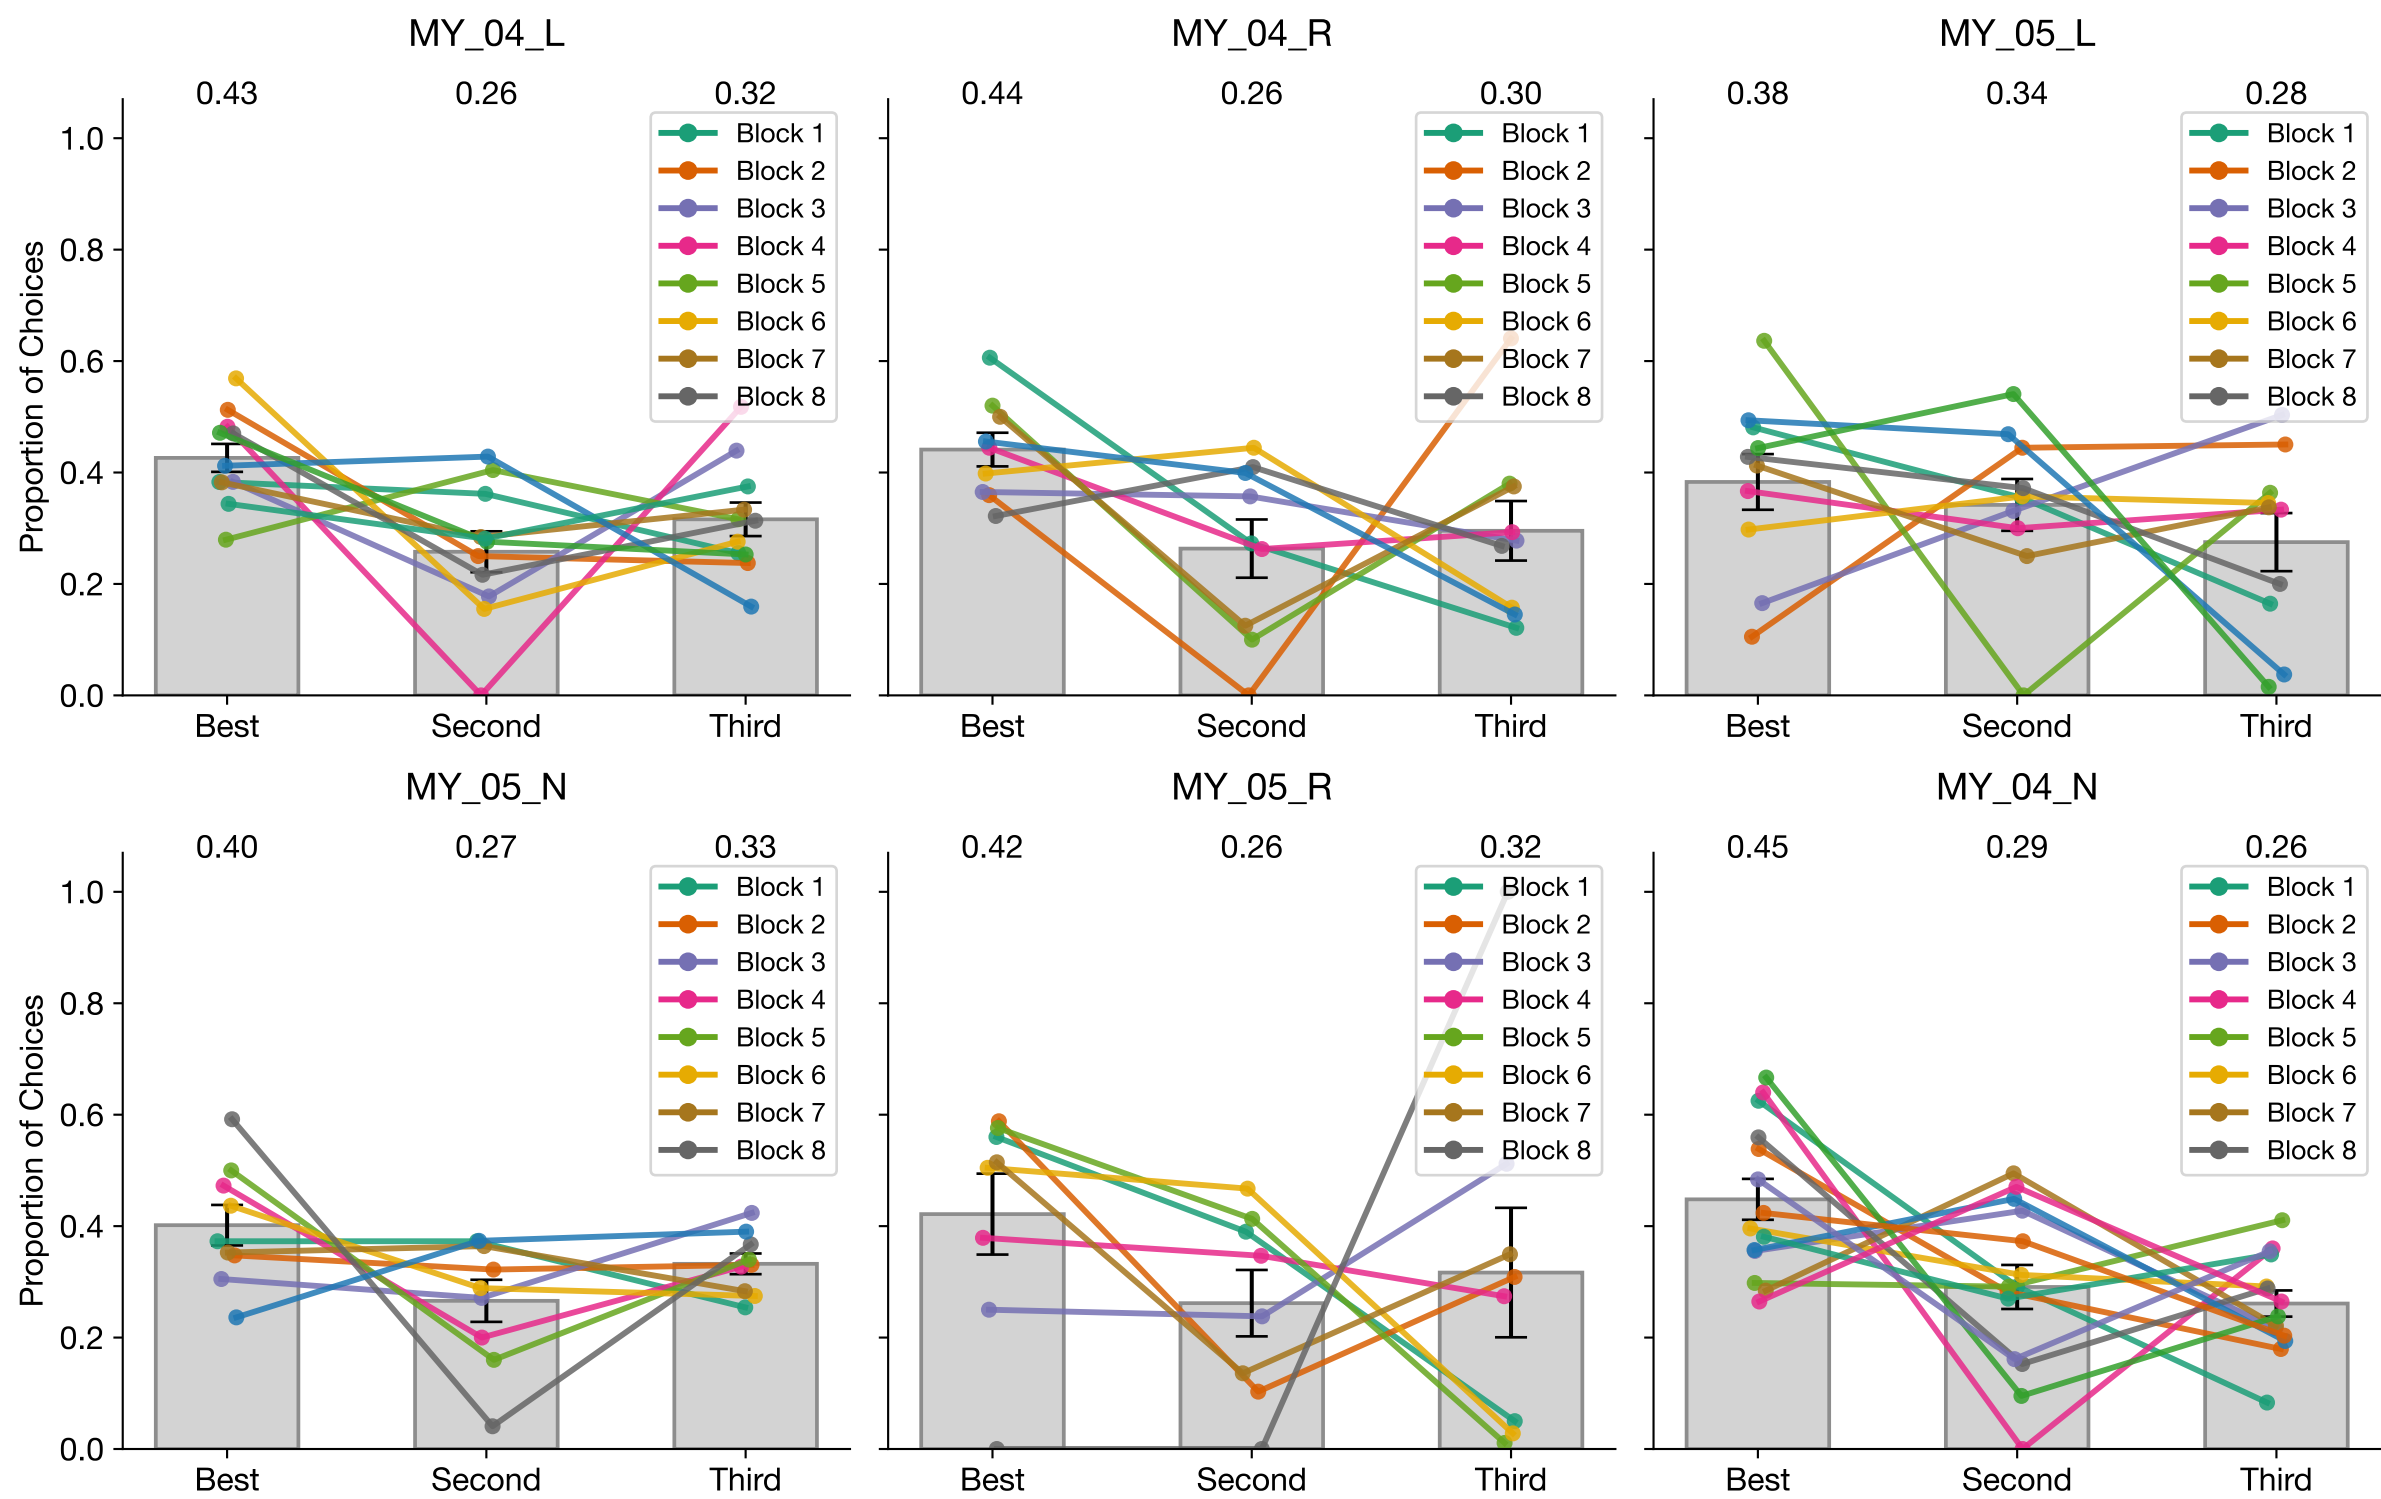 MY_04_L
0.43 0.26 0.32
Block 1
Block 2
Block 3
Block 4
Block 5
Block 6
Block 7
Block 8
1.0
0.8
0.6
0.4
0.2
0.0
Proportion of Choices
Best Second Third
MY_04_R
0.44 0.26 0.30
Block 1
Block 2
Block 3
Block 4
Block 5
Block 6
Block 7
Block 8
Best Second Third
MY_05_L
0.38 0.34 0.28
Block 1
Block 2
Block 3
Block 4
Block 5
Block 6
Block 7
Block 8
Best Second Third
MY_05_N
0.40 0.27 0.33
Block 1
Block 2
Block 3
Block 4
Block 5
Block 6
Block 7
Block 8
1.0
0.8
0.6
0.4
0.2
0.0
Proportion of Choices
Best Second Third
MY_05_R
0.42 0.26 0.32
Block 1
Block 2
Block 3
Block 4
Block 5
Block 6
Block 7
Block 8
Best Second Third
MY_04_N
0.45 0.29 0.26
Block 1
Block 2
Block 3
Block 4
Block 5
Block 6
Block 7
Block 8
Best Second Third